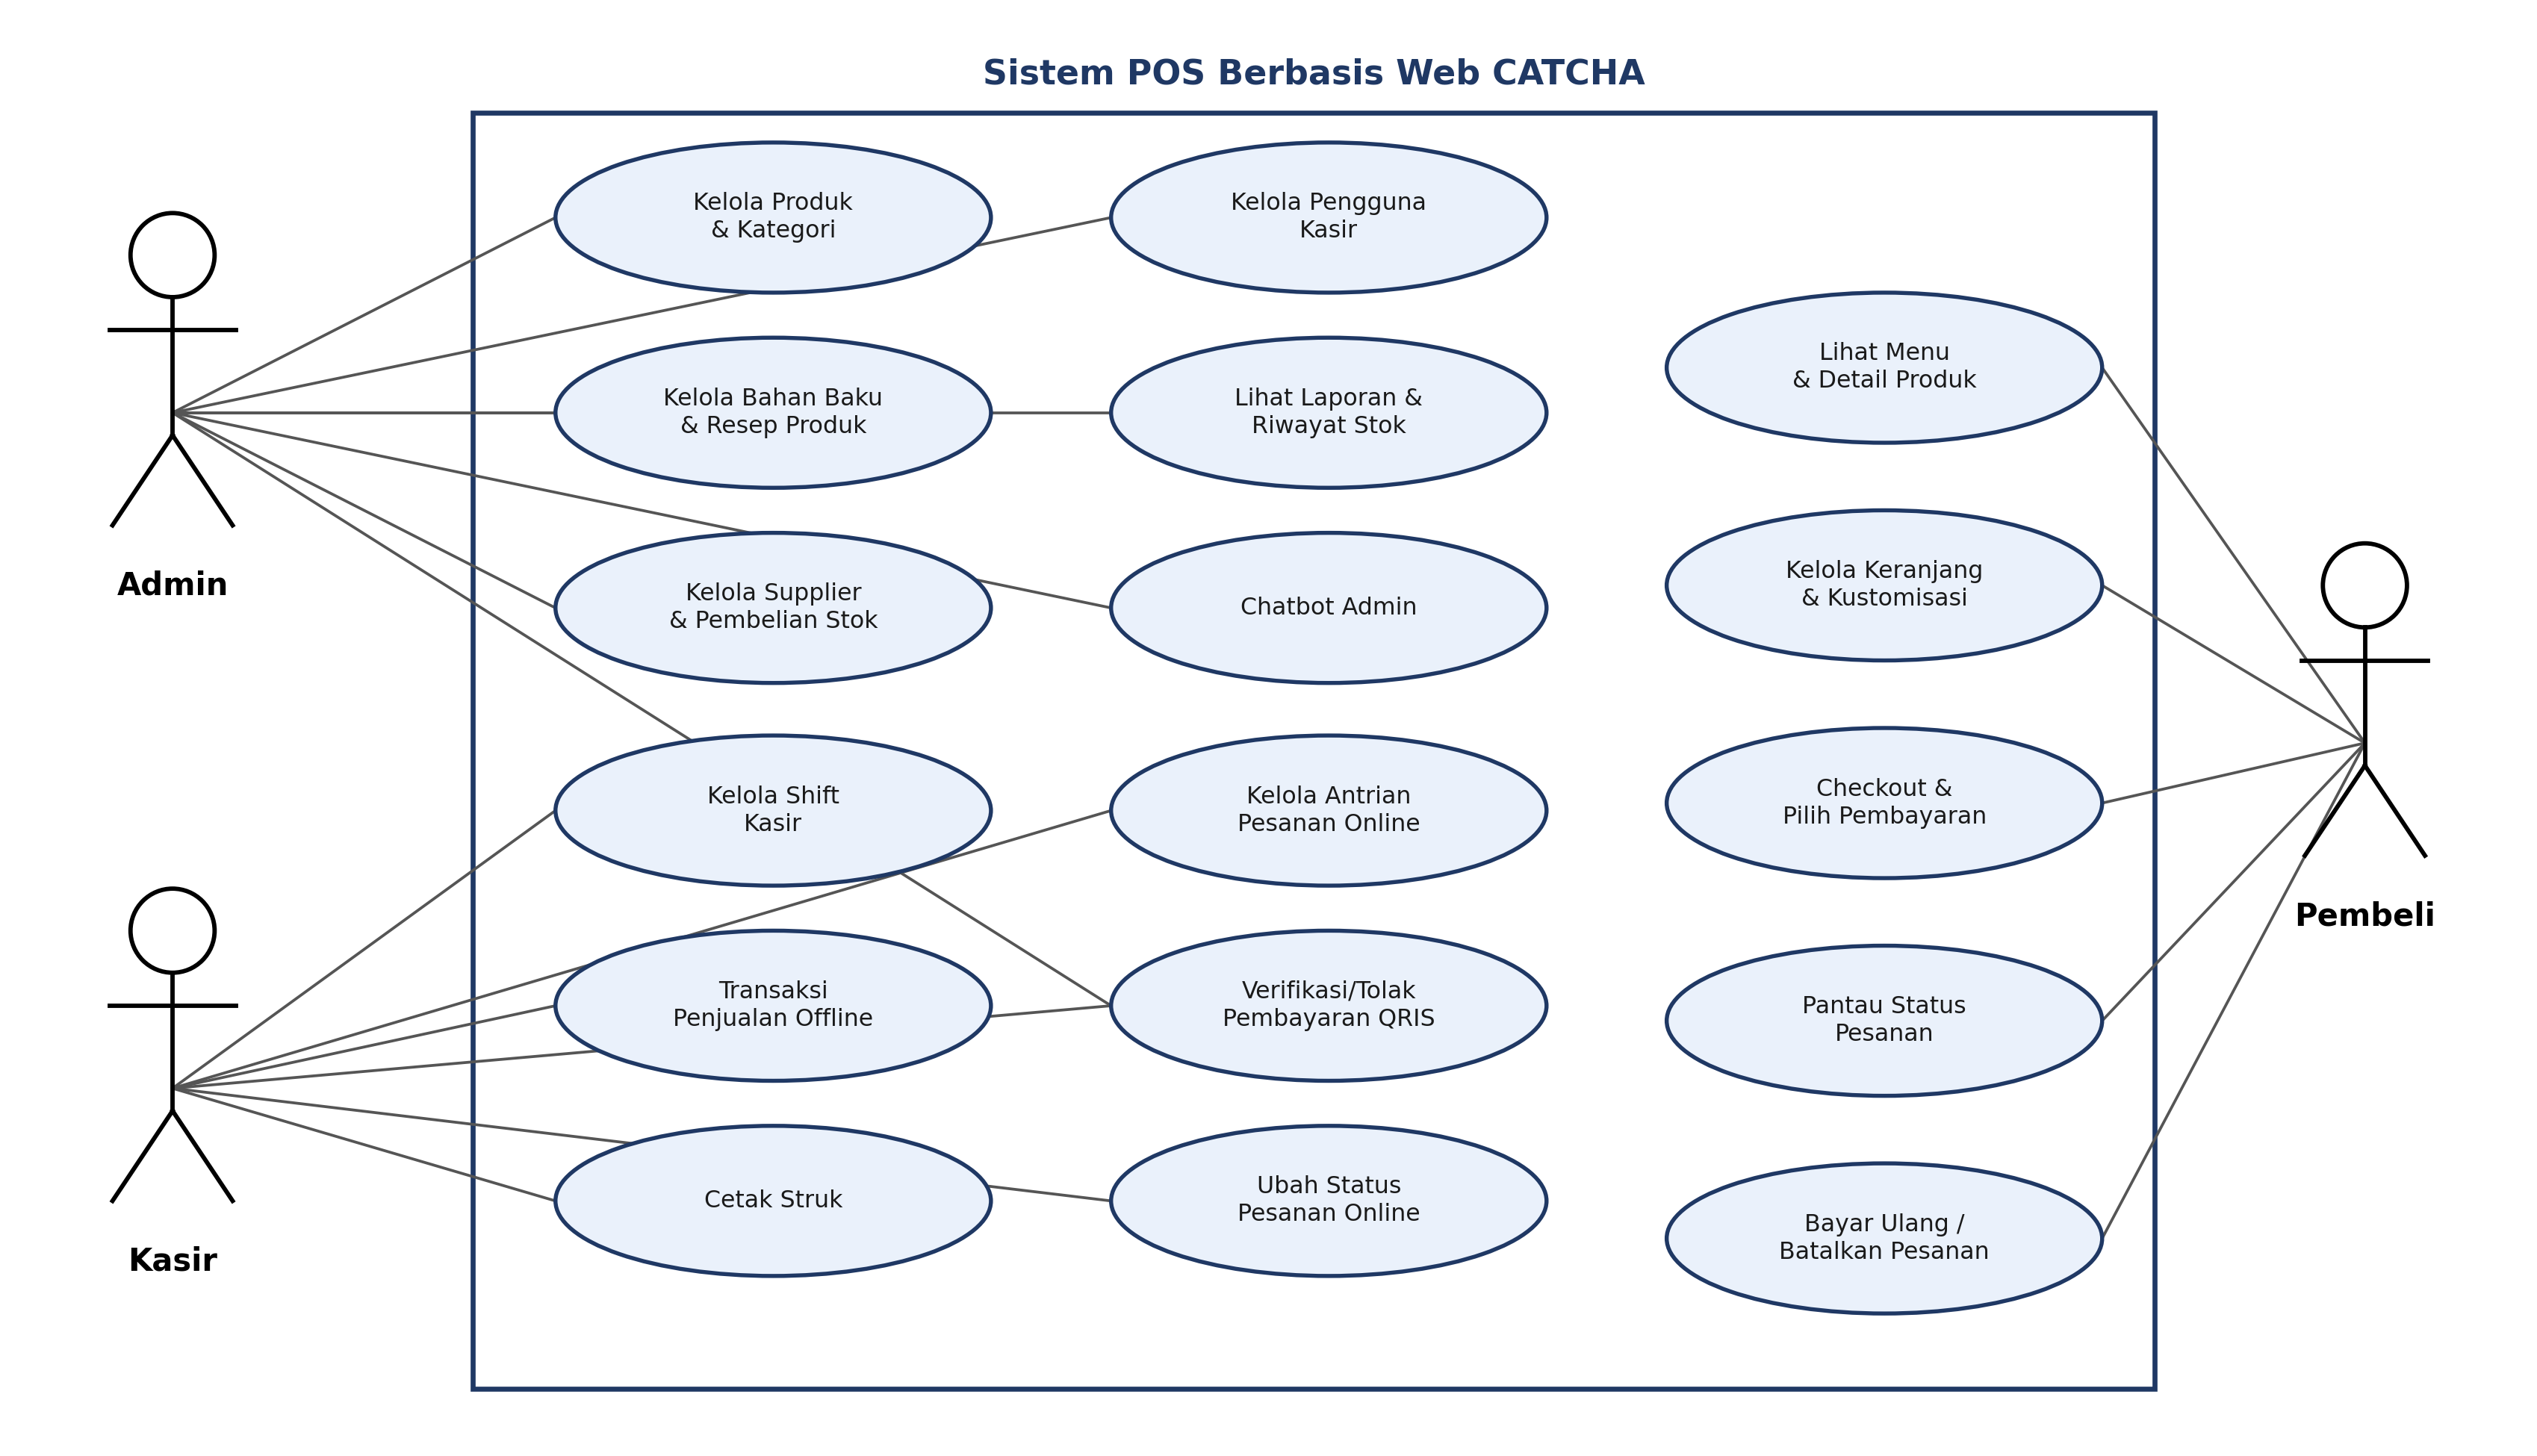 Sistem POS Berbasis Web CATCHA
Kelola Produk
& Kategori
Kelola Pengguna
Kasir
Lihat Menu
& Detail Produk
Kelola Bahan Baku
& Resep Produk
Lihat Laporan &
Riwayat Stok
Admin
Kelola Supplier
& Pembelian Stok
Chatbot Admin
Kelola Keranjang
& Kustomisasi
Kelola Shift
Kasir
Kelola Antrian
Pesanan Online
Checkout &
Pilih Pembayaran
Pembeli
Transaksi
Penjualan Offline
Verifikasi/Tolak
Pembayaran QRIS
Pantau Status
Pesanan
Kasir
Cetak Struk
Ubah Status
Pesanan Online
Bayar Ulang /
Batalkan Pesanan